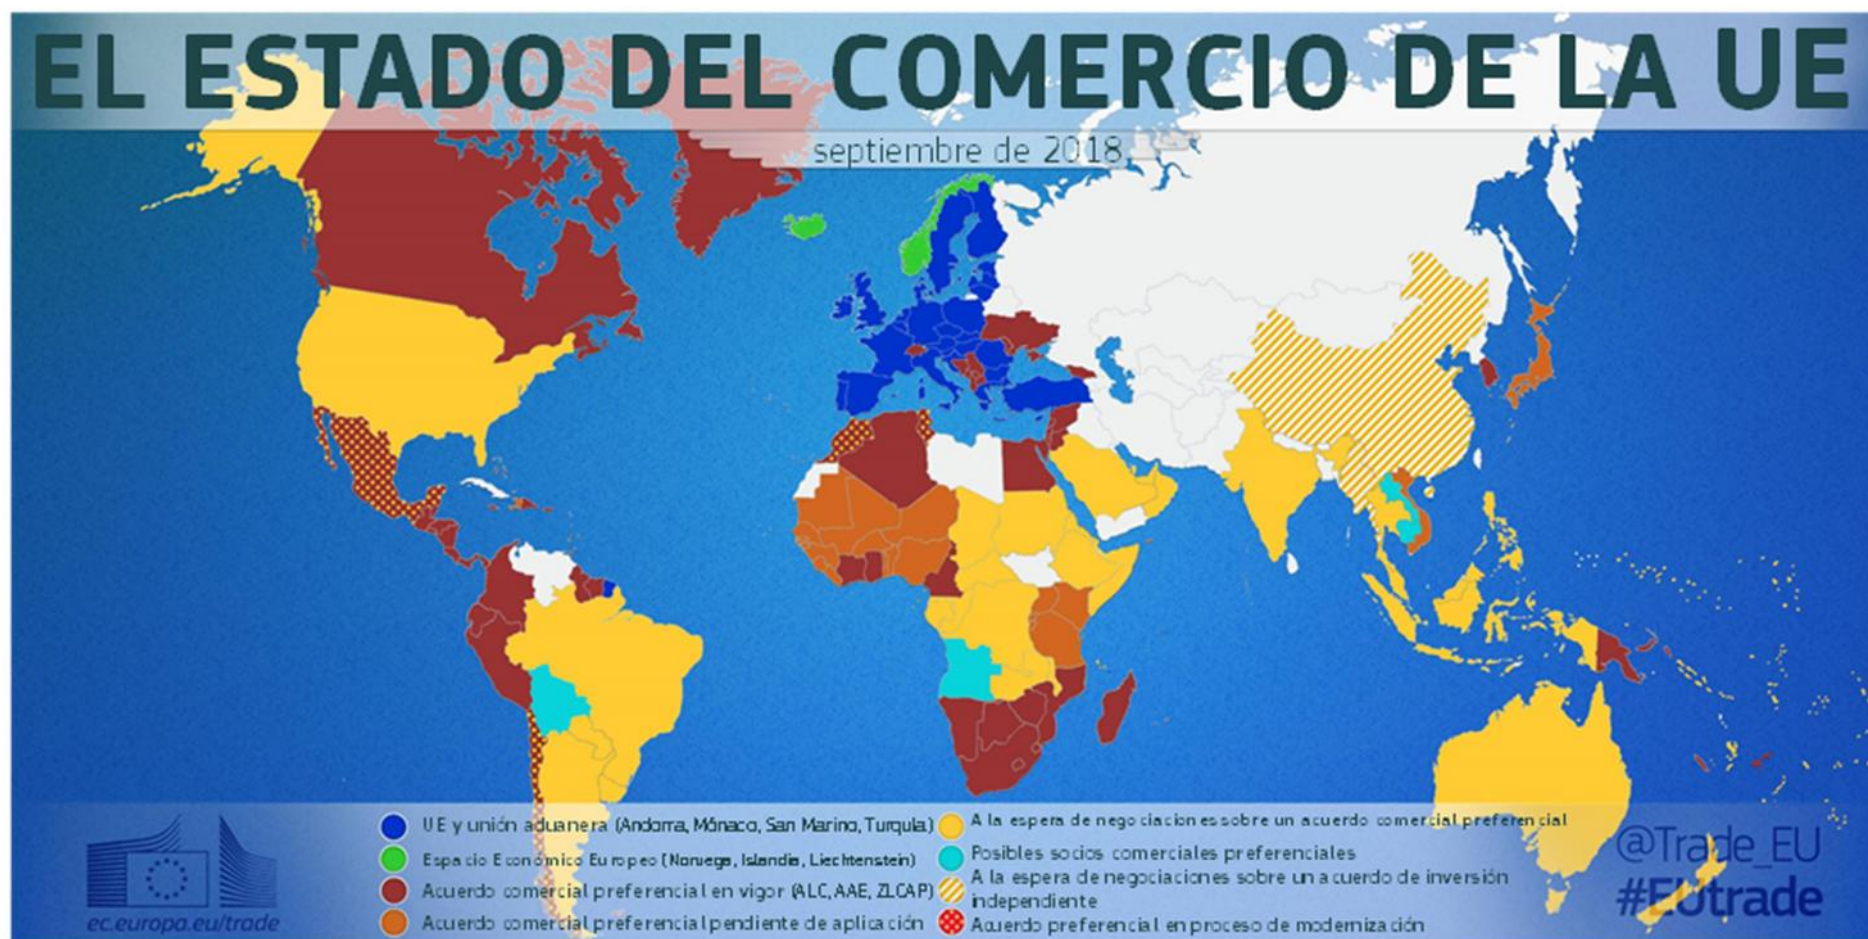 EL ESTADO DEL COMERCIO DE LA UE
septiembre de 2018
UE y unión aduanera (Andorra, Mónaco, San Marino, Turquía)
Espacio Económico Europeo (Noruega, Islandia, Liechtenstein)
Acuerdo comercial preferencial en vigor (ALC, AAE, ZLCAP)
Acuerdo comercial preferencial pendiente de aplicación
A la espera de negociaciones sobre un acuerdo comercial preferencial
Posibles socios comerciales preferenciales
A la espera de negociaciones sobre un acuerdo de inversión
independiente
Acuerdo preferencial en proceso de modernización
ec.europa.eu/trade
@Trade_EU
#EUtrade